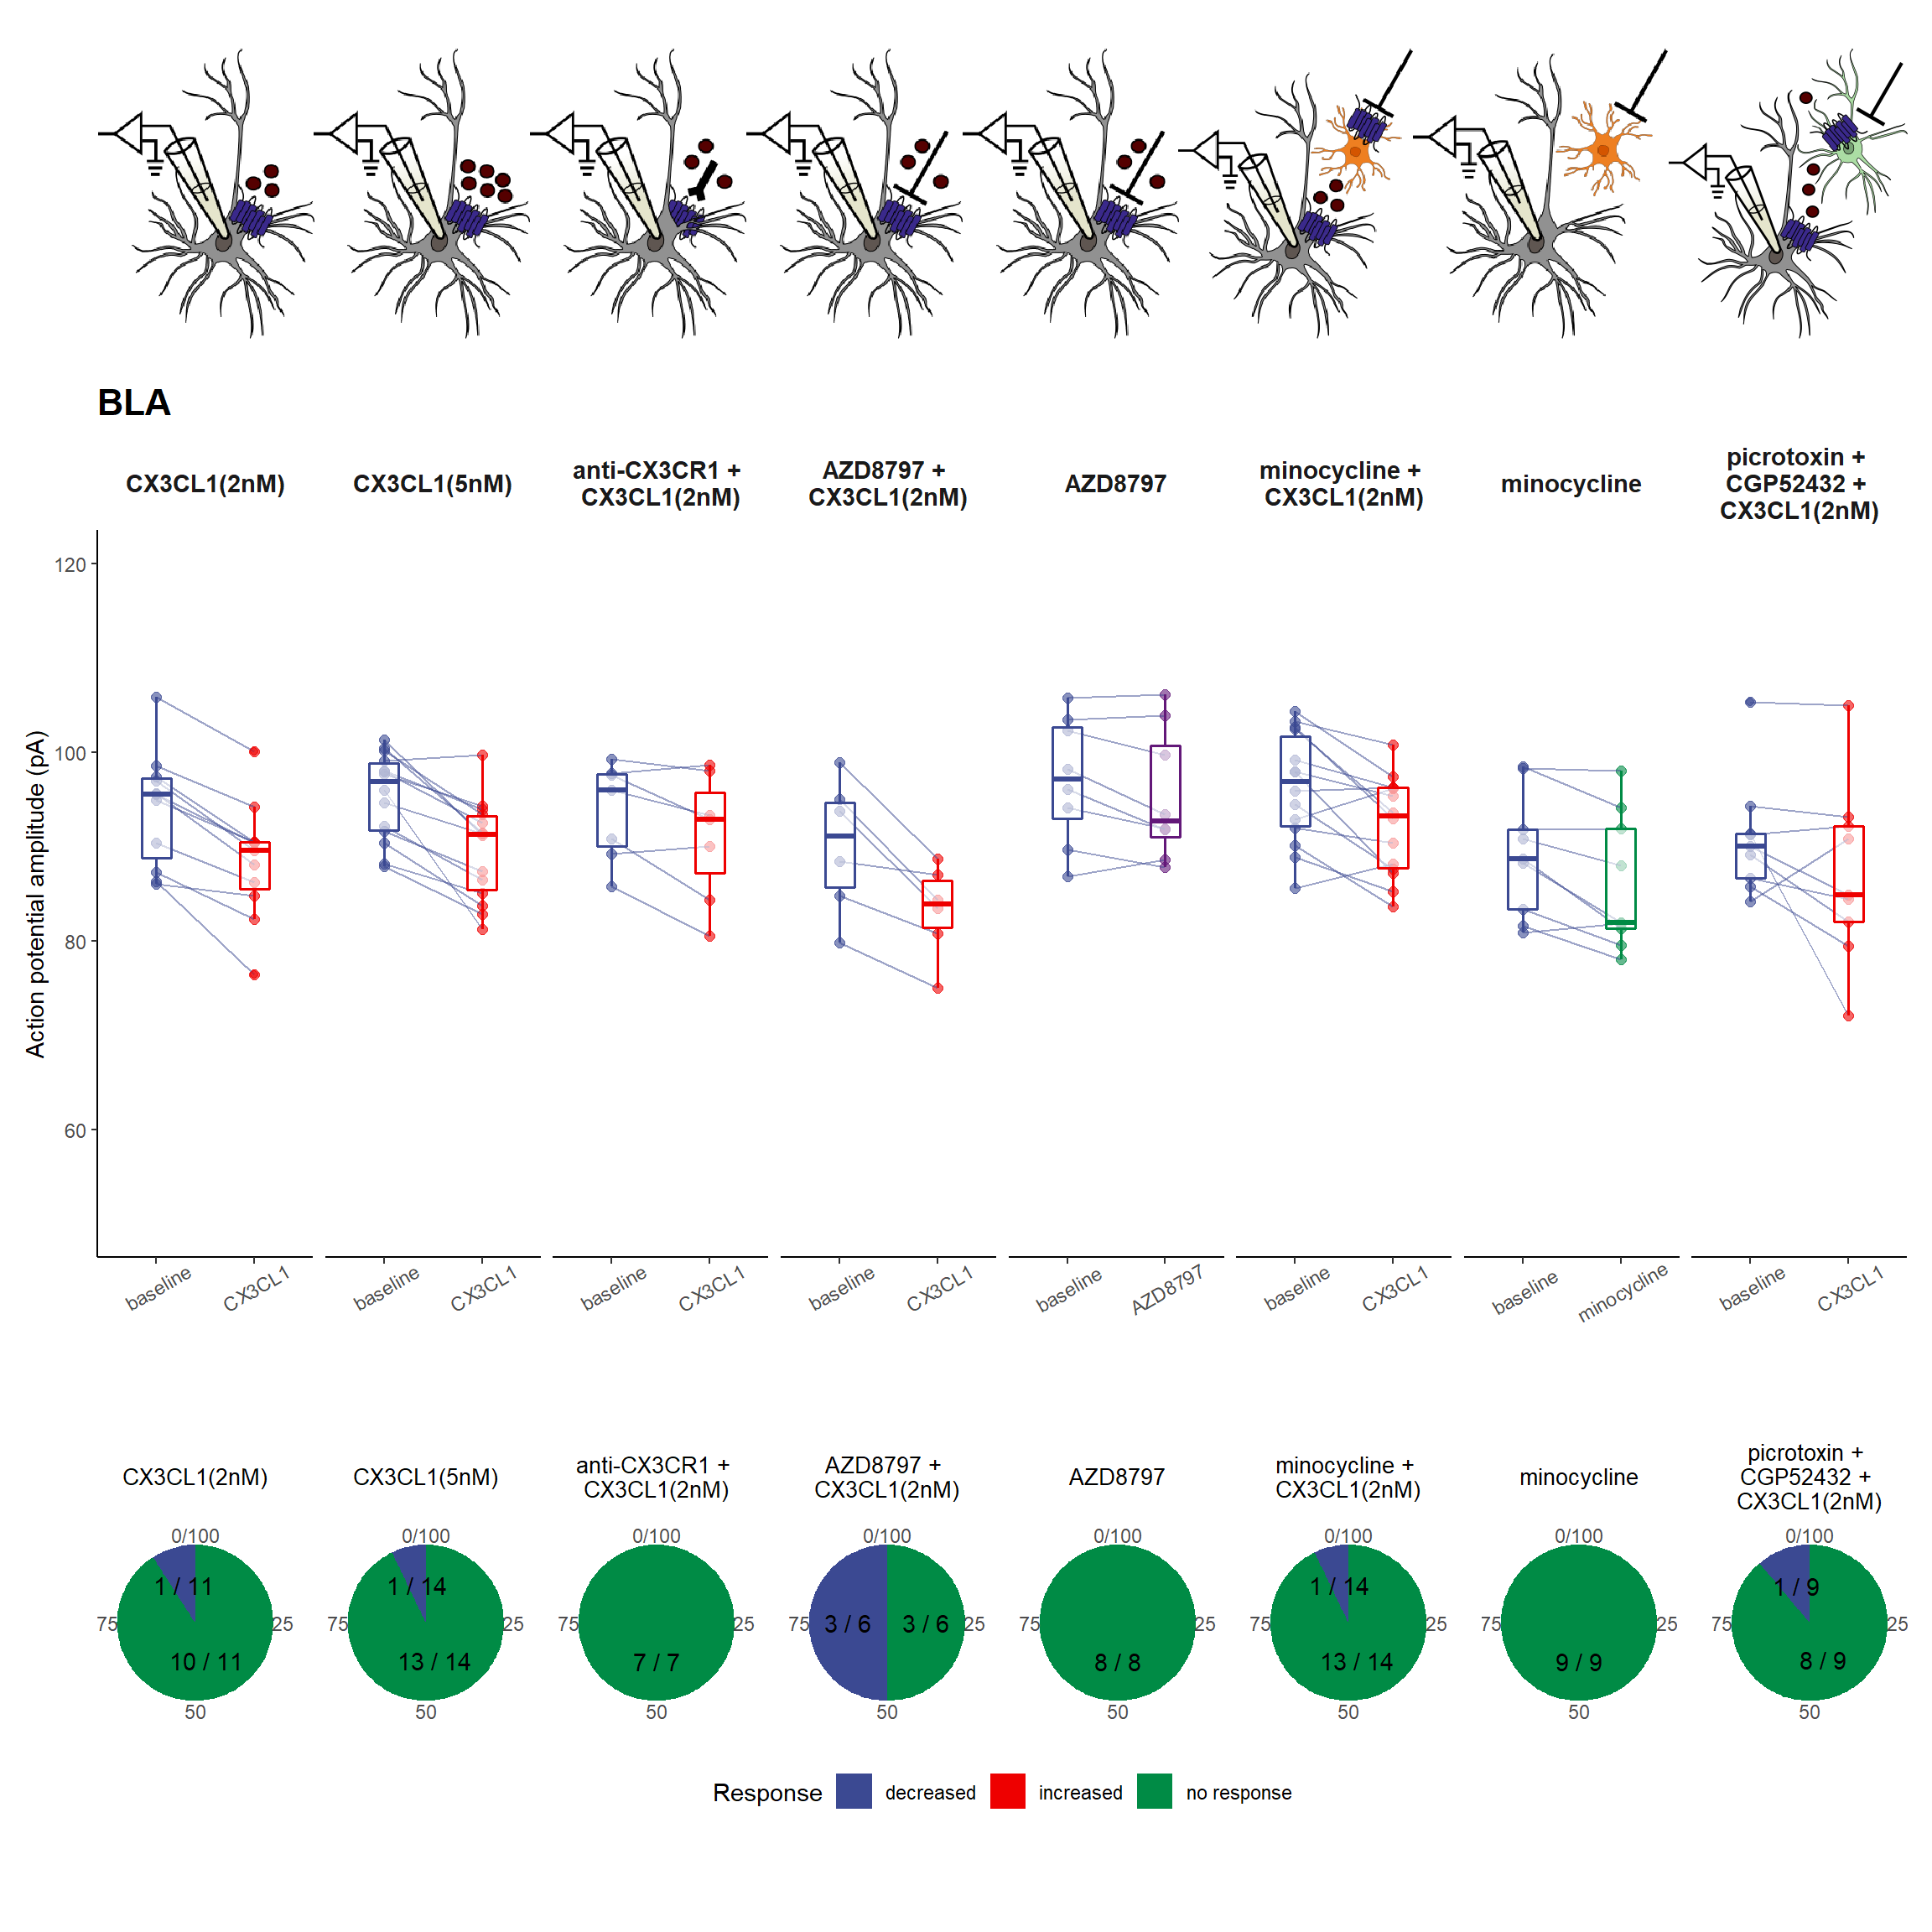 BLA
CX3CL1(2nM)
CX3CL1(5nM)
anti-CX3CR1 +
CX3CL1(2nM)
AZD8797 +
CX3CL1(2nM)
AZD8797
minocycline +
CX3CL1(2nM)
minocycline
picrotoxin +
CGP52432 +
CX3CL1(2nM)
Action potential amplitude (pA)
120
100
80
60
baseline
CX3CL1
baseline
CX3CL1
baseline
CX3CL1
baseline
CX3CL1
baseline
AZD8797
baseline
CX3CL1
baseline
minocycline
baseline
CX3CL1
CX3CL1(2nM)
CX3CL1(5nM)
anti-CX3CR1 +
CX3CL1(2nM)
AZD8797 +
CX3CL1(2nM)
AZD8797
minocycline +
CX3CL1(2nM)
minocycline
picrotoxin +
CGP52432 +
CX3CL1(2nM)
0/100
1 / 11
75
25
10 / 11
50
0/100
1 / 14
75
25
13 / 14
50
0/100
75
25
7 / 7
50
0/100
75
3 / 6
3 / 6
25
50
0/100
75
25
8 / 8
50
0/100
1 / 14
75
25
13 / 14
50
0/100
75
25
9 / 9
50
0/100
1 / 9
75
25
8 / 9
50
Response
decreased
increased
no response